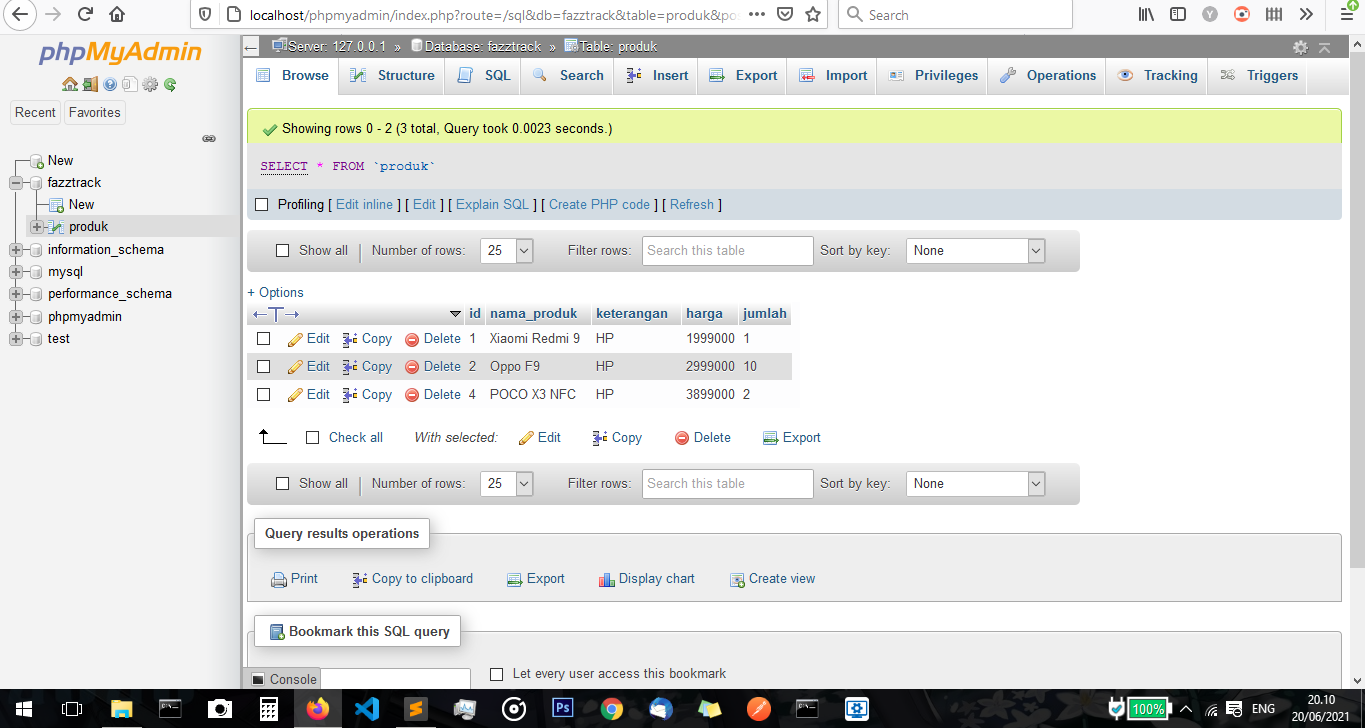 localhost/phpmyadmin/index.php?route=/sql&db=fazztrack&table=produk&po
Search
phpMyAdmin
Recent Favorites
New
fazztrack
New
produk
information_schema
mysql
performance_schema
phpmyadmin
test
Server: 127.0.0.1 » Database: fazztrack » Table: produk
Browse Structure SQL Search Insert Export Import Privileges Operations Tracking Triggers
Showing rows 0 - 2 (3 total, Query took 0.0023 seconds.)
SELECT * FROM `produk`
Profiling [ Edit inline ] [ Edit ] [ Explain SQL ] [ Create PHP code ] [ Refresh ]
Show all | Number of rows: 25 Filter rows: Search this table Sort by key: None
+ Options
←T→ id nama_produk keterangan harga jumlah
Edit Copy Delete 1 Xiaomi Redmi 9 HP 1999000 1
Edit Copy Delete 2 Oppo F9 HP 2999000 10
Edit Copy Delete 4 POCO X3 NFC HP 3899000 2
Check all With selected: Edit Copy Delete Export
Show all | Number of rows: 25 Filter rows: Search this table Sort by key: None
Query results operations
Print Copy to clipboard Export Display chart Create view
Bookmark this SQL query
Console Let every user access this bookmark
100% ENG 20.10
20/06/2021